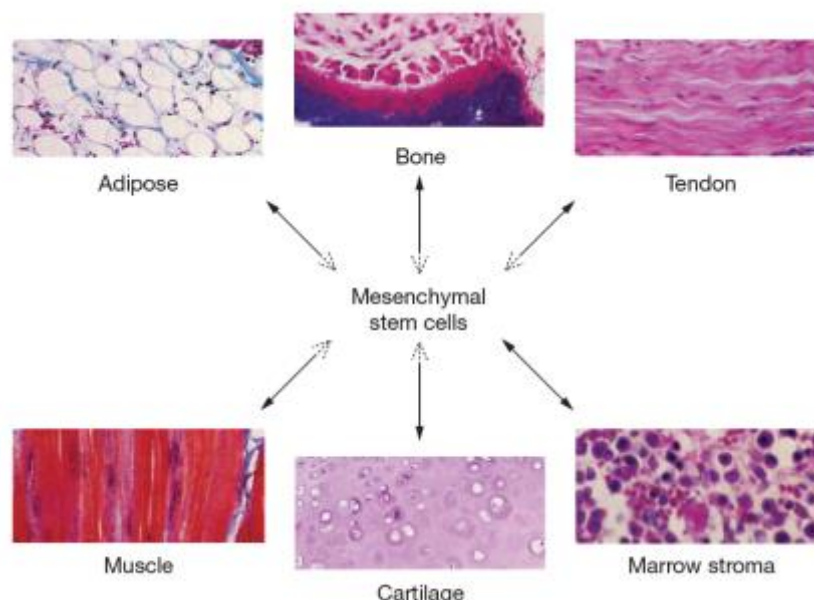 Adipose
Bone
Tendon
Mesenchymal
stem cells
Muscle
Cartilage
Marrow stroma